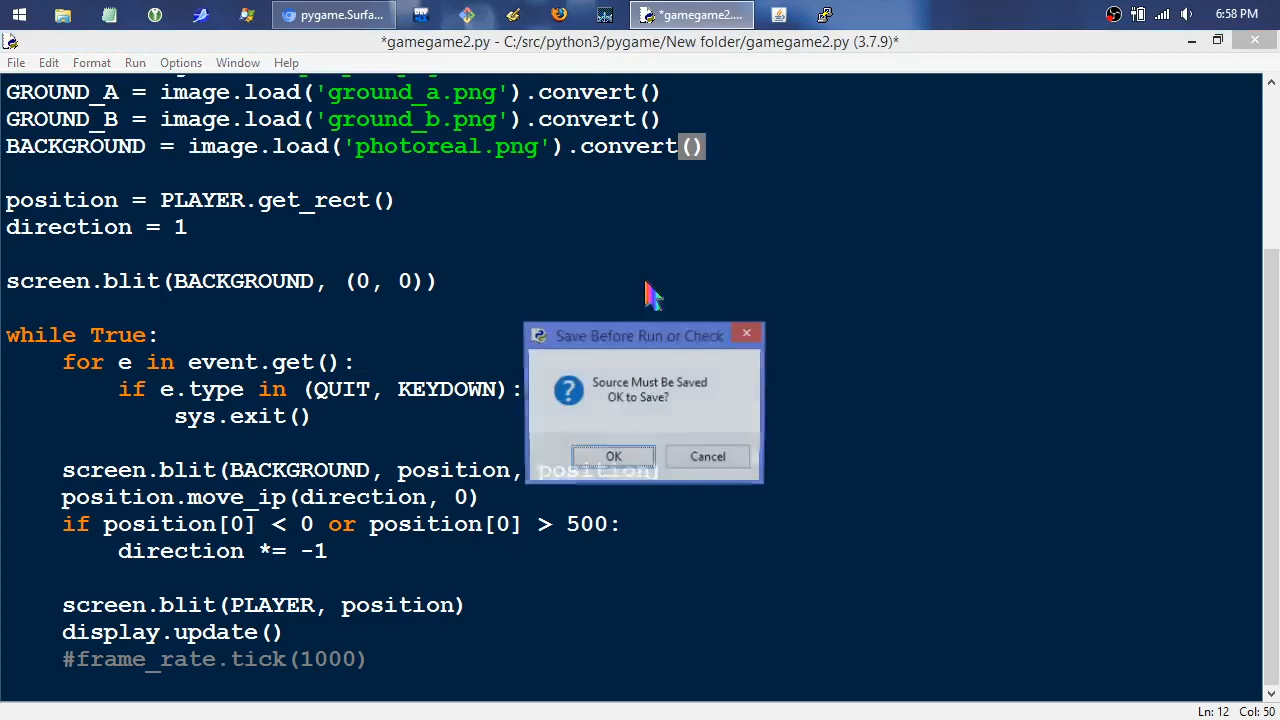 pygame.Surfa...
*gamegame2....
6:58 PM
*gamegame2.py - C:/src/python3/pygame/New folder/gamegame2.py (3.7.9)*
File Edit Format Run Options Window Help
GROUND_A = image.load('ground_a.png').convert()
GROUND_B = image.load('ground_b.png').convert()
BACKGROUND = image.load('photoreal.png').convert()
position = PLAYER.get_rect()
direction = 1
screen.blit(BACKGROUND, (0, 0))
while True:
for e in event.get():
if e.type in (QUIT, KEYDOWN):
sys.exit()
Save Before Run or Check
Source Must Be Saved
OK to Save?
OK Cancel
screen.blit(BACKGROUND, position, position)
position.move_ip(direction, 0)
if position[0] < 0 or position[0] > 500:
direction *= -1
screen.blit(PLAYER, position)
display.update()
#frame_rate.tick(1000)
Ln: 12 Col: 50